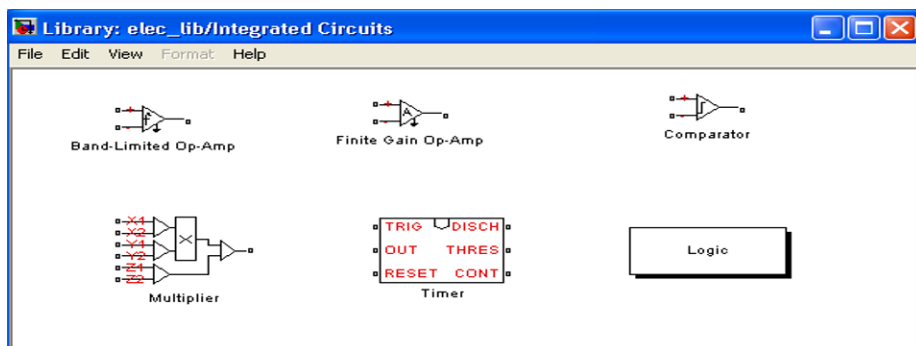 Library: elec_lib/Integrated Circuits
File Edit View Format Help
Band-Limited Op-Amp
A
Finite Gain Op-Amp
Comparator
X1
X2
Y1
Y2
Z1
Z2
Multiplier
TRIG DISCH
OUT THRES
RESET CONT
Timer
Logic